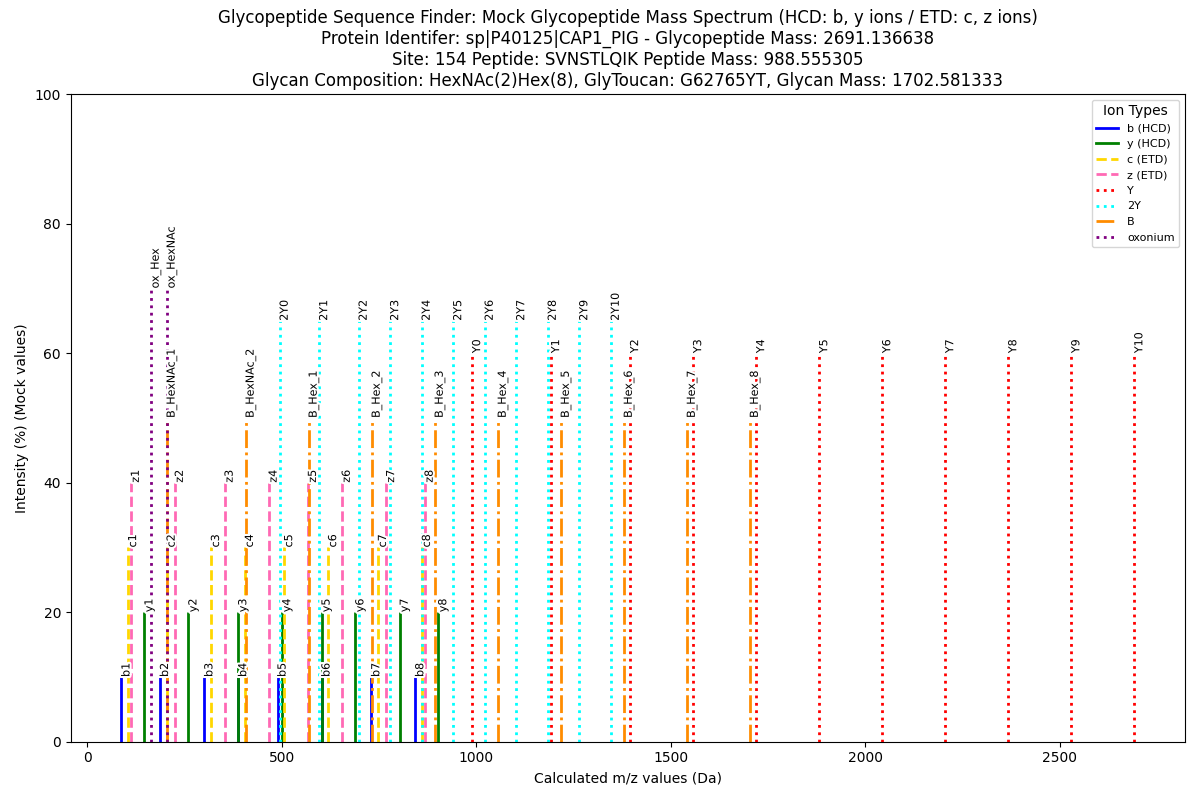 Glycopeptide Sequence Finder: Mock Glycopeptide Mass Spectrum (HCD: b, y ions / ETD: c, z ions)
Protein Identifer: sp|P40125|CAP1_PIG - Glycopeptide Mass: 2691.136638
Site: 154 Peptide: SVNSTLQIK Peptide Mass: 988.555305
Glycan Composition: HexNAc(2)Hex(8), GlyToucan: G62765YT, Glycan Mass: 1702.581333
Ion Types
b (HCD)
y (HCD)
c (ETD)
z (ETD)
Y
2Y
B
oxonium
Intensity (%) (Mock values)
100
80
60
40
20
0
ox_Hex
ox_HexNAc
2Y0
2Y1
2Y2
2Y3
2Y4
2Y5
2Y6
2Y7
2Y8
2Y9
2Y10
Y0
Y1
Y2
Y3
Y4
Y5
Y6
Y7
Y8
Y9
Y10
B_HexNAc_1
B_HexNAc_2
B_Hex_1
B_Hex_2
B_Hex_3
B_Hex_4
B_Hex_5
B_Hex_6
B_Hex_7
B_Hex_8
z1
z2
z3
z4
z5
z6
z7
z8
c1
c2
c3
c4
c5
c6
c7
c8
y1
y2
y3
y4
y5
y6
y7
y8
b1
b2
b3
b4
b5
b6
b7
b8
0
500
1000
1500
2000
2500
Calculated m/z values (Da)